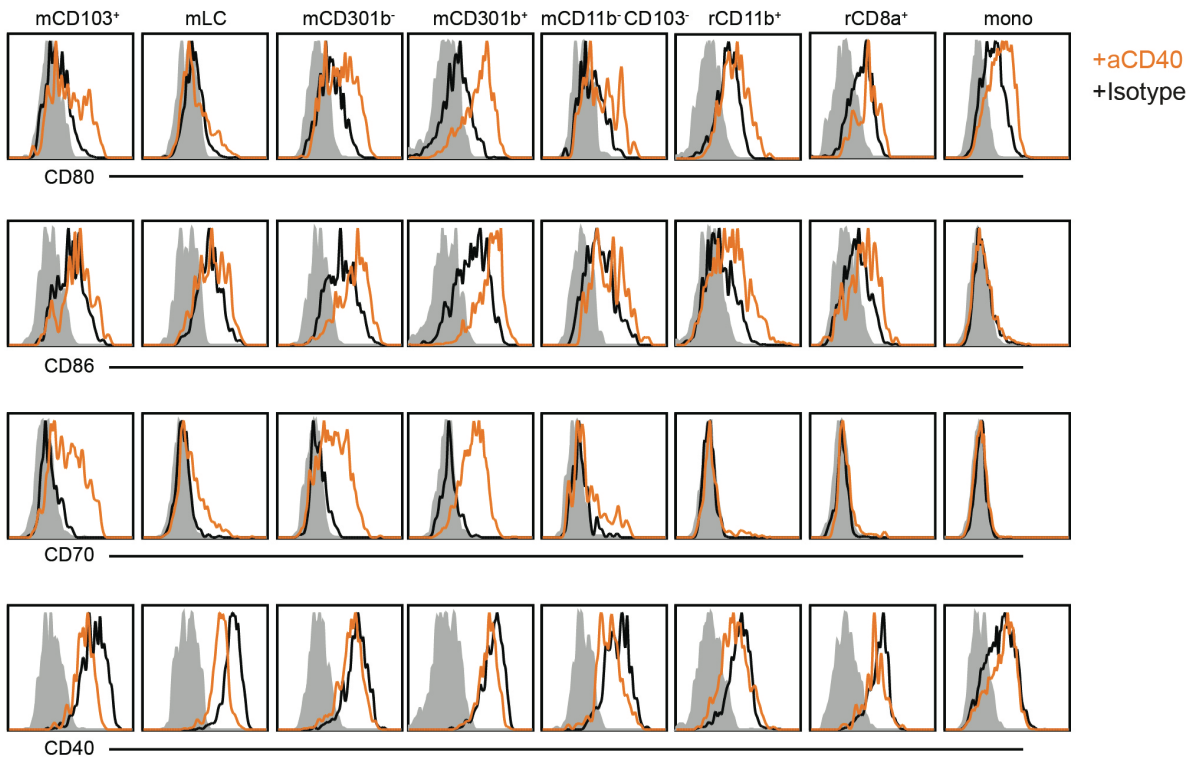 mCD103⁺ mLC mCD301b⁻ mCD301b⁺ mCD11b⁻ CD103⁻ rCD11b⁺ rCD8a⁺ mono
+aCD40
+Isotype
CD80
CD86
CD70
CD40